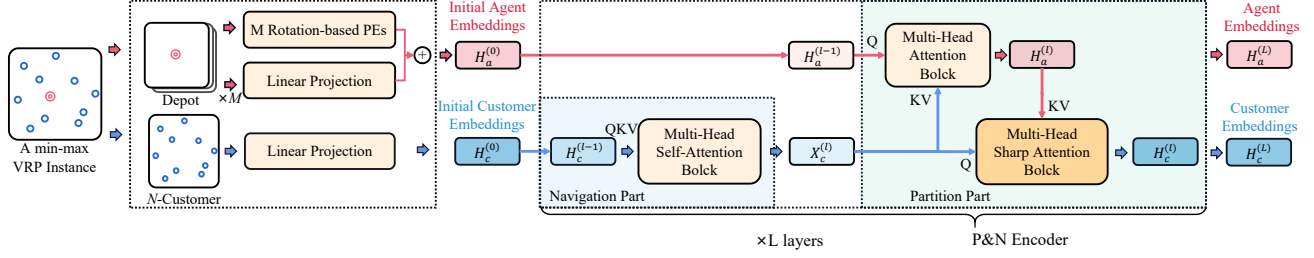 A min-max
VRP Instance
Depot
×M
N-Customer
M Rotation-based PEs
Linear Projection
Linear Projection
+
Initial Agent
Embeddings
H_a^(0)
Initial Customer
Embeddings
H_c^(0)
H_c^(l−1)
QKV
Multi-Head
Self-Attention
Bolck
Navigation Part
H_a^(l−1)
X_c^(l)
Q
Multi-Head
Attention
Bolck
H_a^(l)
KV
KV
Q
Multi-Head
Sharp Attention
Bolck
H_c^(l)
Partition Part
Agent
Embeddings
H_a^(L)
Customer
Embeddings
H_c^(L)
×L layers
P&N Encoder